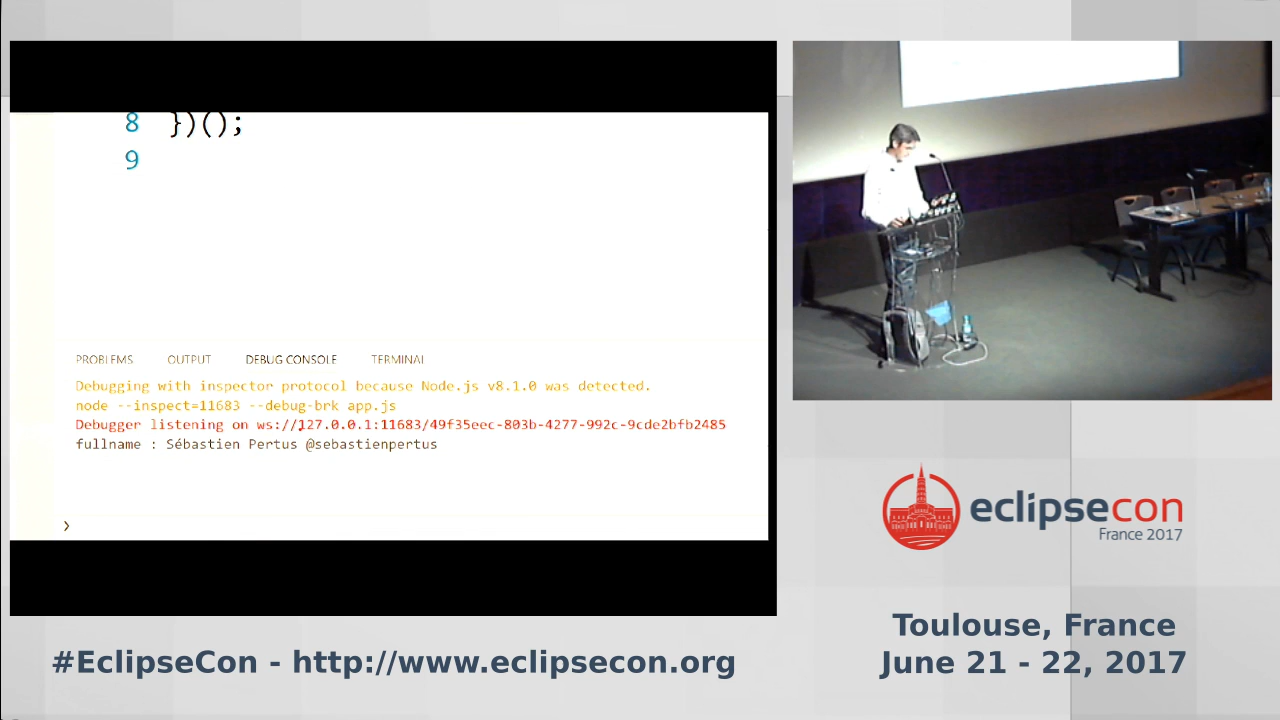 8 })();
9
PROBLEMS OUTPUT DEBUG CONSOLE TERMINAL
Debugging with inspector protocol because Node.js v8.1.0 was detected.
node --inspect=11683 --debug-brk app.js
Debugger listening on ws://127.0.0.1:11683/49f35eec-803b-4277-992c-9cde2bfb2485
fullname : Sébastien Pertus @sebastienpertus
>
eclipsecon
France 2017
Toulouse, France
June 21 - 22, 2017
#EclipseCon - http://www.eclipsecon.org